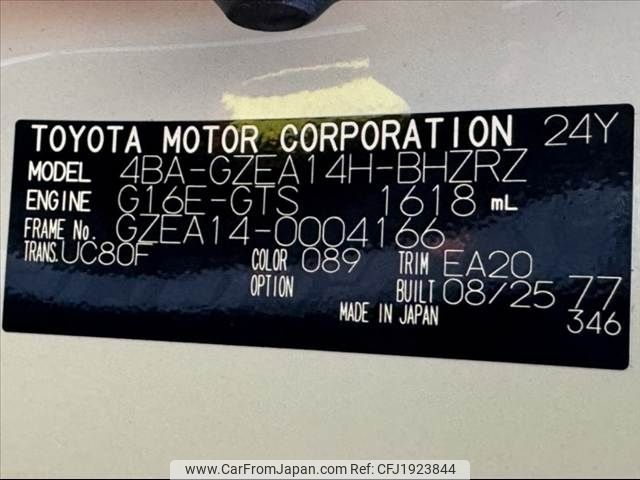 TOYOTA MOTOR CORPORATION 24Y
MODEL 4BA-GZEA14H-BHZRZ
ENGINE G16E-GTS 1618 mL
FRAME No. GZEA14-0004166
TRANS. UC80F COLOR 089 TRIM EA20
OPTION BUILT 08/25 77
MADE IN JAPAN 346
www.CarFromJapan.com Ref:CFJ1923844